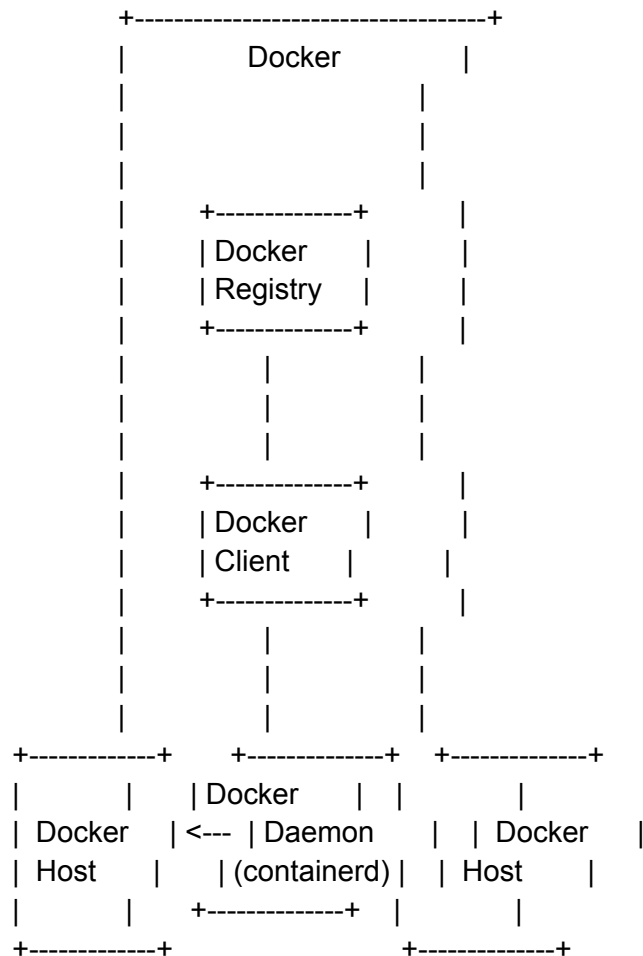 +------------------------------------+
| Docker |
| |
| |
| |
| +--------------+ |
| | Docker | |
| | Registry | |
| +--------------+ |
| | |
| | |
| | |
| +--------------+ |
| | Docker | |
| | Client | |
| +--------------+ |
| | |
| | |
| | |
+-------------+ +--------------+ +--------------+
| | | Docker | | |
| Docker | <--- | Daemon | | Docker |
| Host | | (containerd) | | Host |
| | +--------------+ | |
+-------------+ +--------------+